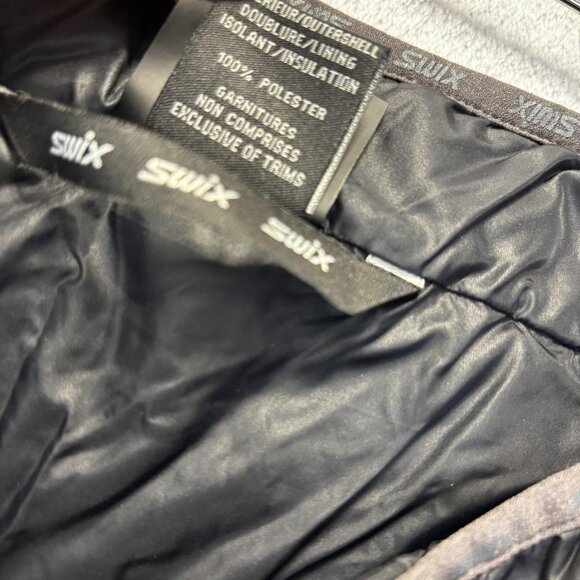 DOUBLURE/LINING
ISOLANT/INSULATION
100% POLESTER
GARNITURES
NON COMPRISES
EXCLUSIVE OF TRIMS
SWIX
SWIX
swix
swix
swix